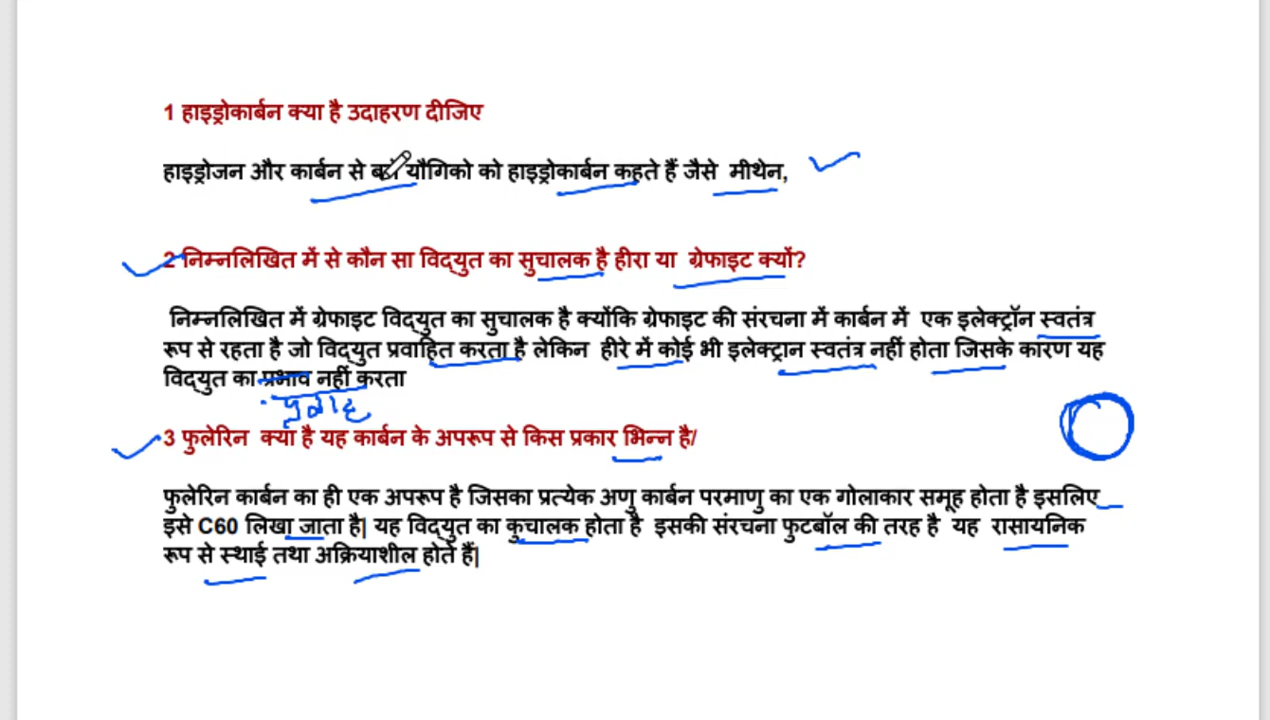 1 हाइड्रोकार्बन क्या है उदाहरण दीजिए
हाइड्रोजन और कार्बन से यौगिको को हाइड्रोकार्बन कहते हैं जैसे मीथेन,
2 निम्नलिखित में से कौन सा विद्युत का सुचालक है हीरा या ग्रेफाइट क्यों?
निम्नलिखित में ग्रेफाइट विद्युत का सुचालक है क्योंकि ग्रेफाइट की संरचना में कार्बन में एक इलेक्ट्रॉन स्वतंत्र
रूप से रहता है जो विद्युत प्रवाहित करता है लेकिन हीरे में कोई भी इलेक्ट्रान स्वतंत्र नहीं होता जिसके कारण यह
विद्युत का प्रभाव नहीं करता
प्रवाह
3 फुलेरिन क्या है यह कार्बन के अपरूप से किस प्रकार भिन्न है/
फुलेरिन कार्बन का ही एक अपरूप है जिसका प्रत्येक अणु कार्बन परमाणु का एक गोलाकार समूह होता है इसलिए
इसे C60 लिखा जाता है| यह विद्युत का कुचालक होता है इसकी संरचना फुटबॉल की तरह है यह रासायनिक
रूप से स्थाई तथा अक्रियाशील होते हैं|